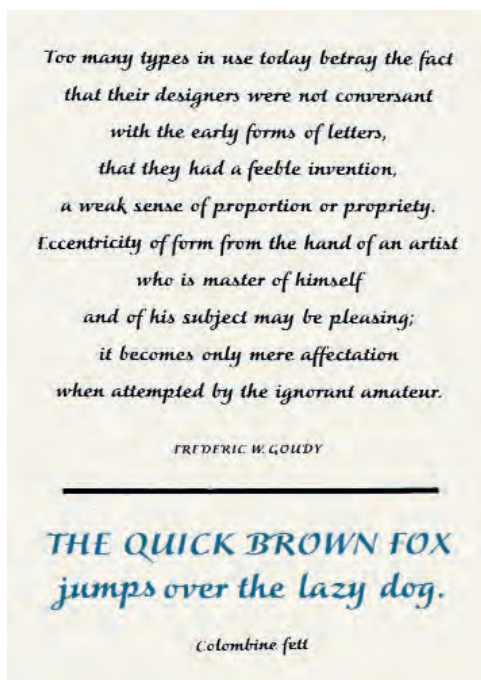 Too many types in use today betray the fact
that their designers were not conversant
with the early forms of letters,
that they had a feeble invention,
a weak sense of proportion or propriety.
Eccentricity of form from the hand of an artist
who is master of himself
and of his subject may be pleasing;
it becomes only mere affectation
when attempted by the ignorant amateur.
FREDERIC W. GOUDY
THE QUICK BROWN FOX
jumps over the lazy dog.
Colombine fett